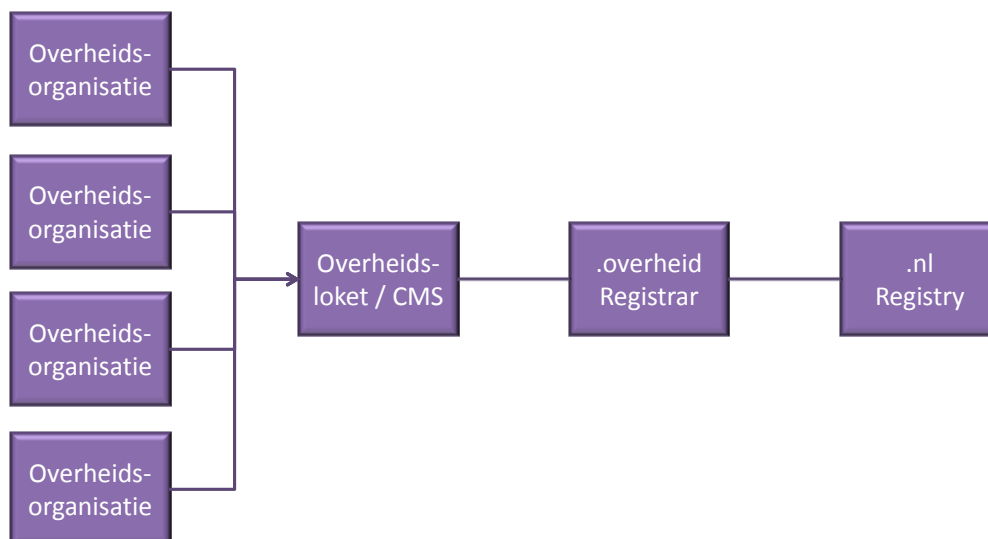 Overheids-
organisatie
Overheids-
organisatie
Overheids-
organisatie
Overheids-
organisatie
Overheids-
loket / CMS
.overheid
Registrar
.nl
Registry